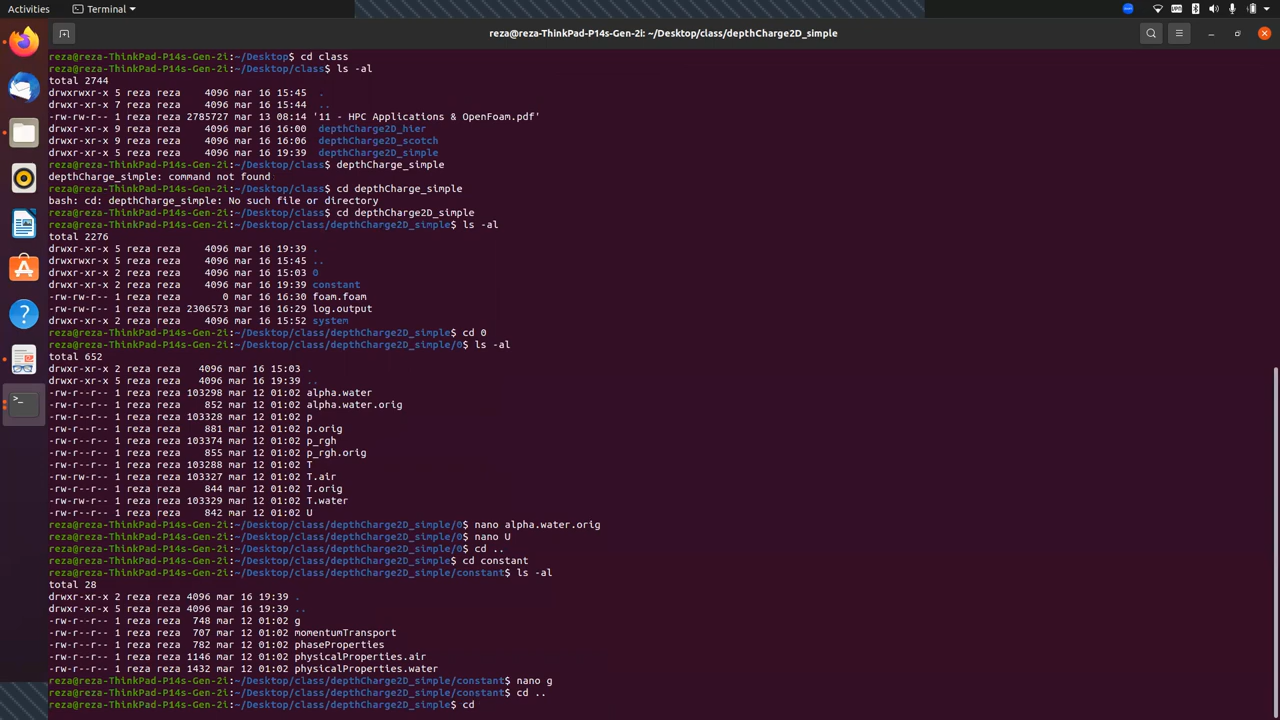 Activities
Terminal
reza@reza-ThinkPad-P14s-Gen-2i: ~/Desktop/class/depthCharge2D_simple
reza@reza-ThinkPad-P14s-Gen-2i:~/Desktop$ cd class
reza@reza-ThinkPad-P14s-Gen-2i:~/Desktop/class$ ls -al
total 2744
drwxrwxr-x 5 reza reza    4096 mar 16 15:45 .
drwxr-xr-x 7 reza reza    4096 mar 16 15:44 ..
-rw-rw-r-- 1 reza reza 2785727 mar 13 08:14 '11 - HPC Applications & OpenFoam.pdf'
drwxr-xr-x 9 reza reza    4096 mar 16 16:00 depthCharge2D_hier
drwxr-xr-x 9 reza reza    4096 mar 16 16:06 depthCharge2D_scotch
drwxr-xr-x 5 reza reza    4096 mar 16 19:39 depthCharge2D_simple
reza@reza-ThinkPad-P14s-Gen-2i:~/Desktop/class$ depthCharge_simple
depthCharge_simple: command not found
reza@reza-ThinkPad-P14s-Gen-2i:~/Desktop/class$ cd depthCharge_simple
bash: cd: depthCharge_simple: No such file or directory
reza@reza-ThinkPad-P14s-Gen-2i:~/Desktop/class$ cd depthCharge2D_simple
reza@reza-ThinkPad-P14s-Gen-2i:~/Desktop/class/depthCharge2D_simple$ ls -al
total 2276
drwxr-xr-x 5 reza reza    4096 mar 16 19:39 .
drwxrwxr-x 5 reza reza    4096 mar 16 15:45 ..
drwxr-xr-x 2 reza reza    4096 mar 16 15:03 0
drwxr-xr-x 2 reza reza    4096 mar 16 19:39 constant
-rw-rw-r-- 1 reza reza       0 mar 16 16:30 foam.foam
-rw-rw-r-- 1 reza reza 2306573 mar 16 16:29 log.output
drwxr-xr-x 2 reza reza    4096 mar 16 15:52 system
reza@reza-ThinkPad-P14s-Gen-2i:~/Desktop/class/depthCharge2D_simple$ cd 0
reza@reza-ThinkPad-P14s-Gen-2i:~/Desktop/class/depthCharge2D_simple/0$ ls -al
total 652
drwxr-xr-x 2 reza reza   4096 mar 16 15:03 .
drwxr-xr-x 5 reza reza   4096 mar 16 19:39 ..
-rw-r--r-- 1 reza reza 103298 mar 12 01:02 alpha.water
-rw-r--r-- 1 reza reza    852 mar 12 01:02 alpha.water.orig
-rw-r--r-- 1 reza reza 103328 mar 12 01:02 p
-rw-r--r-- 1 reza reza    881 mar 12 01:02 p.orig
-rw-r--r-- 1 reza reza 103374 mar 12 01:02 p_rgh
-rw-r--r-- 1 reza reza    855 mar 12 01:02 p_rgh.orig
-rw-r--r-- 1 reza reza 103288 mar 12 01:02 T
-rw-rw-r-- 1 reza reza 103327 mar 12 01:02 T.air
-rw-r--r-- 1 reza reza    844 mar 12 01:02 T.orig
-rw-rw-r-- 1 reza reza 103329 mar 12 01:02 T.water
-rw-r--r-- 1 reza reza    842 mar 12 01:02 U
reza@reza-ThinkPad-P14s-Gen-2i:~/Desktop/class/depthCharge2D_simple/0$ nano alpha.water.orig
reza@reza-ThinkPad-P14s-Gen-2i:~/Desktop/class/depthCharge2D_simple/0$ nano U
reza@reza-ThinkPad-P14s-Gen-2i:~/Desktop/class/depthCharge2D_simple/0$ cd ..
reza@reza-ThinkPad-P14s-Gen-2i:~/Desktop/class/depthCharge2D_simple$ cd constant
reza@reza-ThinkPad-P14s-Gen-2i:~/Desktop/class/depthCharge2D_simple/constant$ ls -al
total 28
drwxr-xr-x 2 reza reza 4096 mar 16 19:39 .
drwxr-xr-x 5 reza reza 4096 mar 16 19:39 ..
-rw-r--r-- 1 reza reza  748 mar 12 01:02 g
-rw-r--r-- 1 reza reza  707 mar 12 01:02 momentumTransport
-rw-r--r-- 1 reza reza  782 mar 12 01:02 phaseProperties
-rw-r--r-- 1 reza reza 1146 mar 12 01:02 physicalProperties.air
-rw-r--r-- 1 reza reza 1432 mar 12 01:02 physicalProperties.water
reza@reza-ThinkPad-P14s-Gen-2i:~/Desktop/class/depthCharge2D_simple/constant$ nano g
reza@reza-ThinkPad-P14s-Gen-2i:~/Desktop/class/depthCharge2D_simple/constant$ cd ..
reza@reza-ThinkPad-P14s-Gen-2i:~/Desktop/class/depthCharge2D_simple$ cd